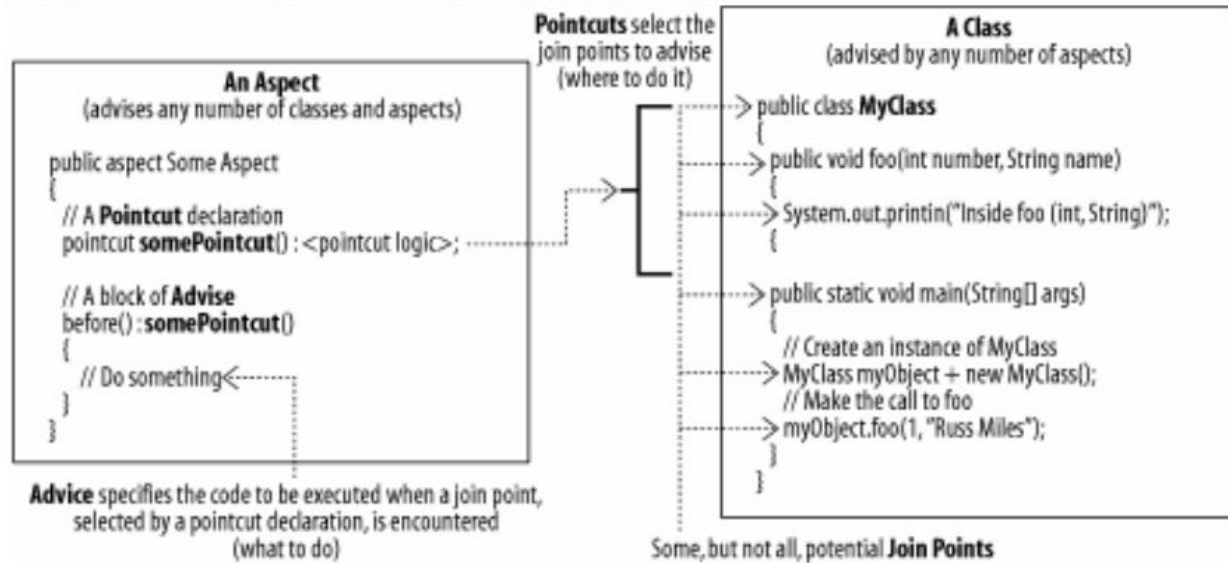 An Aspect
(advises any number of classes and aspects)
public aspect Some Aspect
{
// A Pointcut declaration
pointcut somePointcut() : <pointcut logic>;
// A block of Advise
before() : somePointcut()
{
// Do something
}
}
Advice specifies the code to be executed when a join point,
selected by a pointcut declaration, is encountered
(what to do)
Pointcuts select the
join points to advise
(where to do it)
A Class
(advised by any number of aspects)
public class MyClass
{
public void foo(int number, String name)
{
System.out.printin("Inside foo (int, String)");
{
public static void main(String[] args)
{
// Create an instance of MyClass
MyClass myObject + new MyClass();
// Make the call to foo
myObject.foo(1, "Russ Miles");
}
}
Some, but not all, potential Join Points